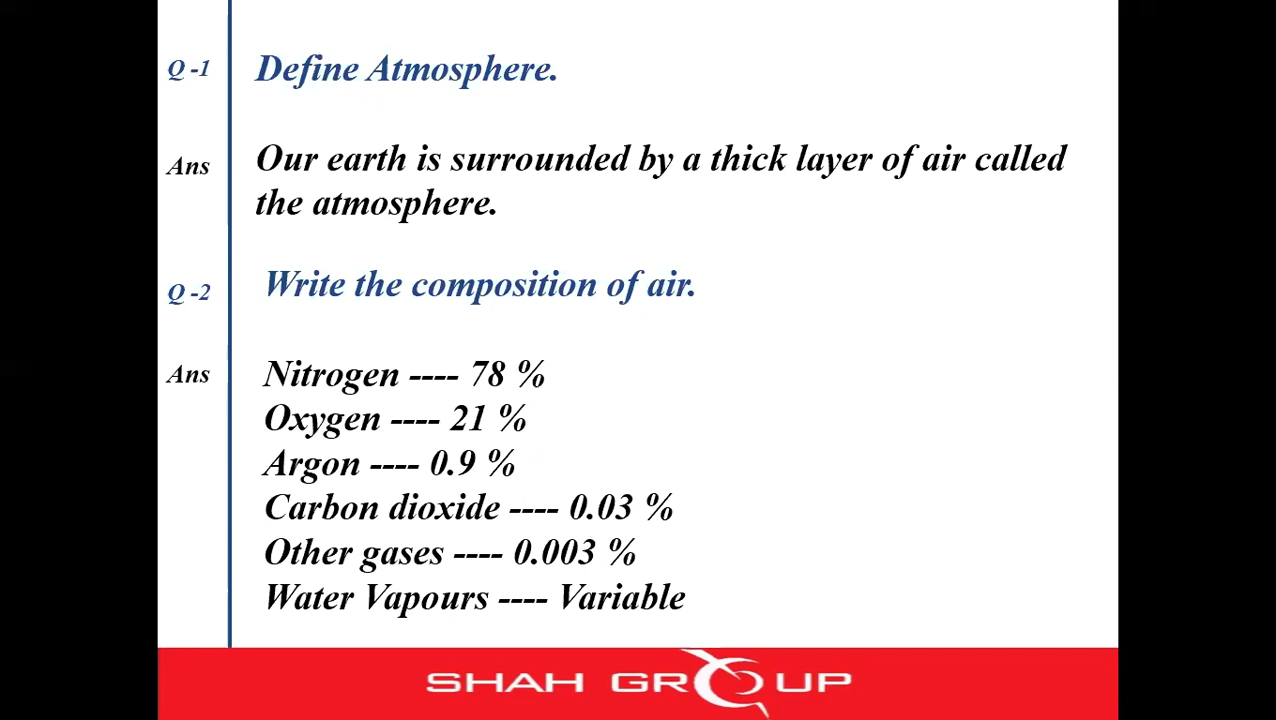 Q -1 Define Atmosphere.
Ans Our earth is surrounded by a thick layer of air called
the atmosphere.
Q -2 Write the composition of air.
Ans Nitrogen ---- 78 %
Oxygen ---- 21 %
Argon ---- 0.9 %
Carbon dioxide ---- 0.03 %
Other gases ---- 0.003 %
Water Vapours ---- Variable
SHAH GROUP